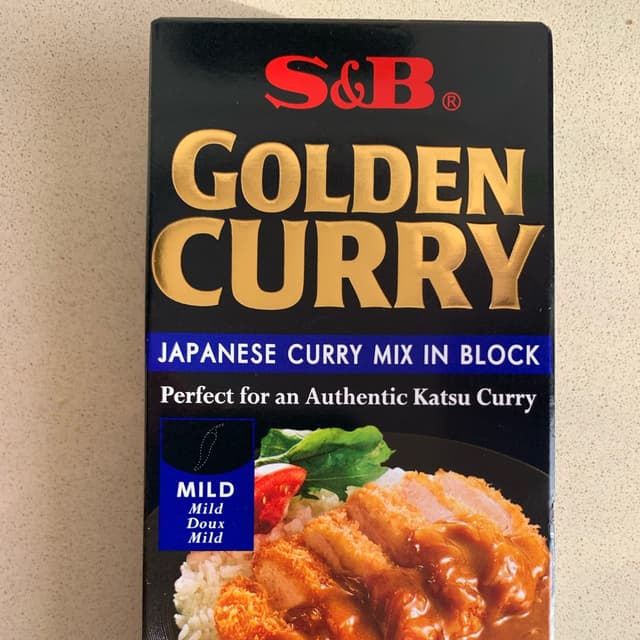 S&B®
GOLDEN
CURRY
JAPANESE CURRY MIX IN BLOCK
Perfect for an Authentic Katsu Curry
MILD
Mild
Doux
Mild